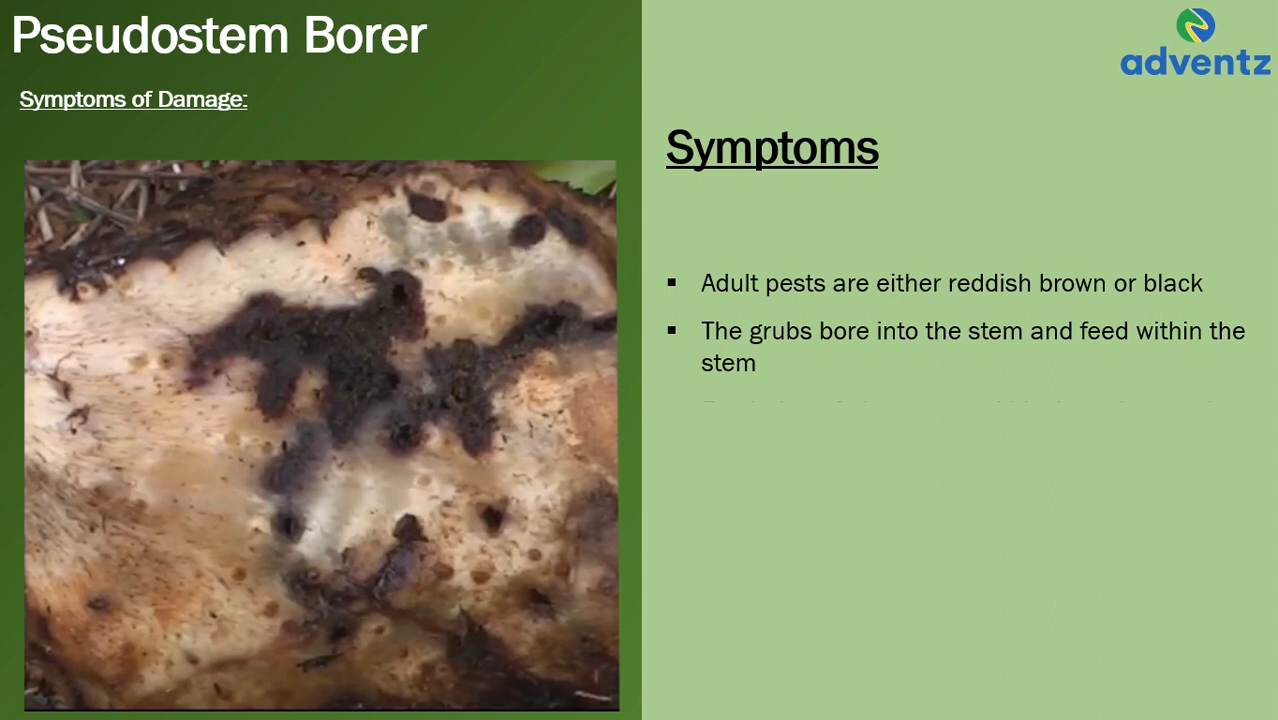 Pseudostem Borer
Symptoms of Damage:
adventz
Symptoms
▪ Adult pests are either reddish brown or black
▪ The grubs bore into the stem and feed within the
stem